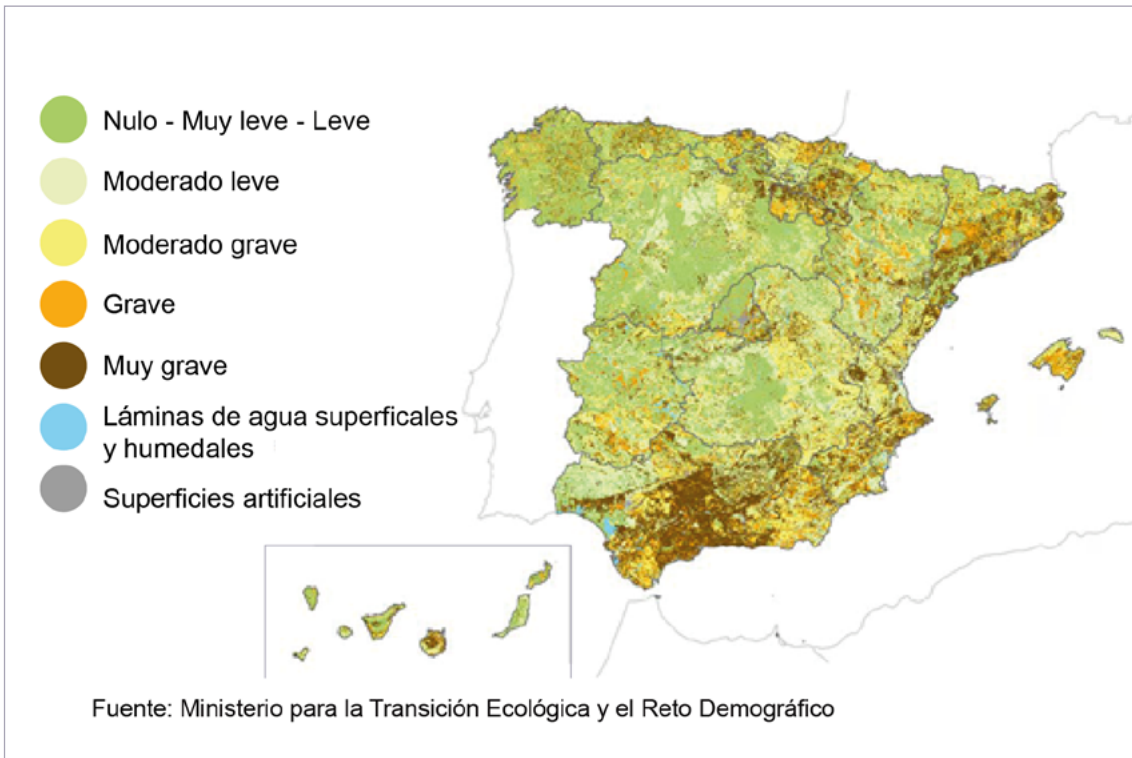 Nulo - Muy leve - Leve
Moderado leve
Moderado grave
Grave
Muy grave
Láminas de agua superficales
y humedales
Superficies artificiales
Fuente: Ministerio para la Transición Ecológica y el Reto Demográfico